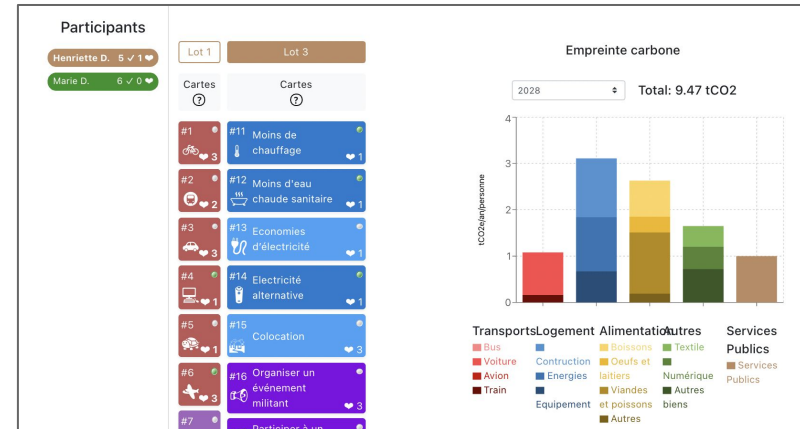 Participants
Henriette D. 5 ✓ 1 ❤
Marie D. 6 ✓ 0 ❤
Lot 1
Lot 3
Cartes
Cartes
#1
3
#2
2
#3
3
#4
1
#5
1
#6
3
#7
#11 Moins de
chauffage
1
#12 Moins d'eau
chaude sanitaire
1
#13 Economies
d'électricité
1
#14 Electricité
alternative
1
#15
Colocation
3
#16 Organiser un
événement
militant
3
Participer à un
Empreinte carbone
2028
Total: 9.47 tCO2
tCO2e/an/personne
4
3
2
1
0
Transports
Bus
Voiture
Avion
Train
Logement
Contruction
Energies
Equipement
Alimentation
Boissons
Oeufs et
laitiers
Viandes
et poissons
Autres
Autres
Textile
Numérique
Autres
biens
Services
Publics
Services
Publics